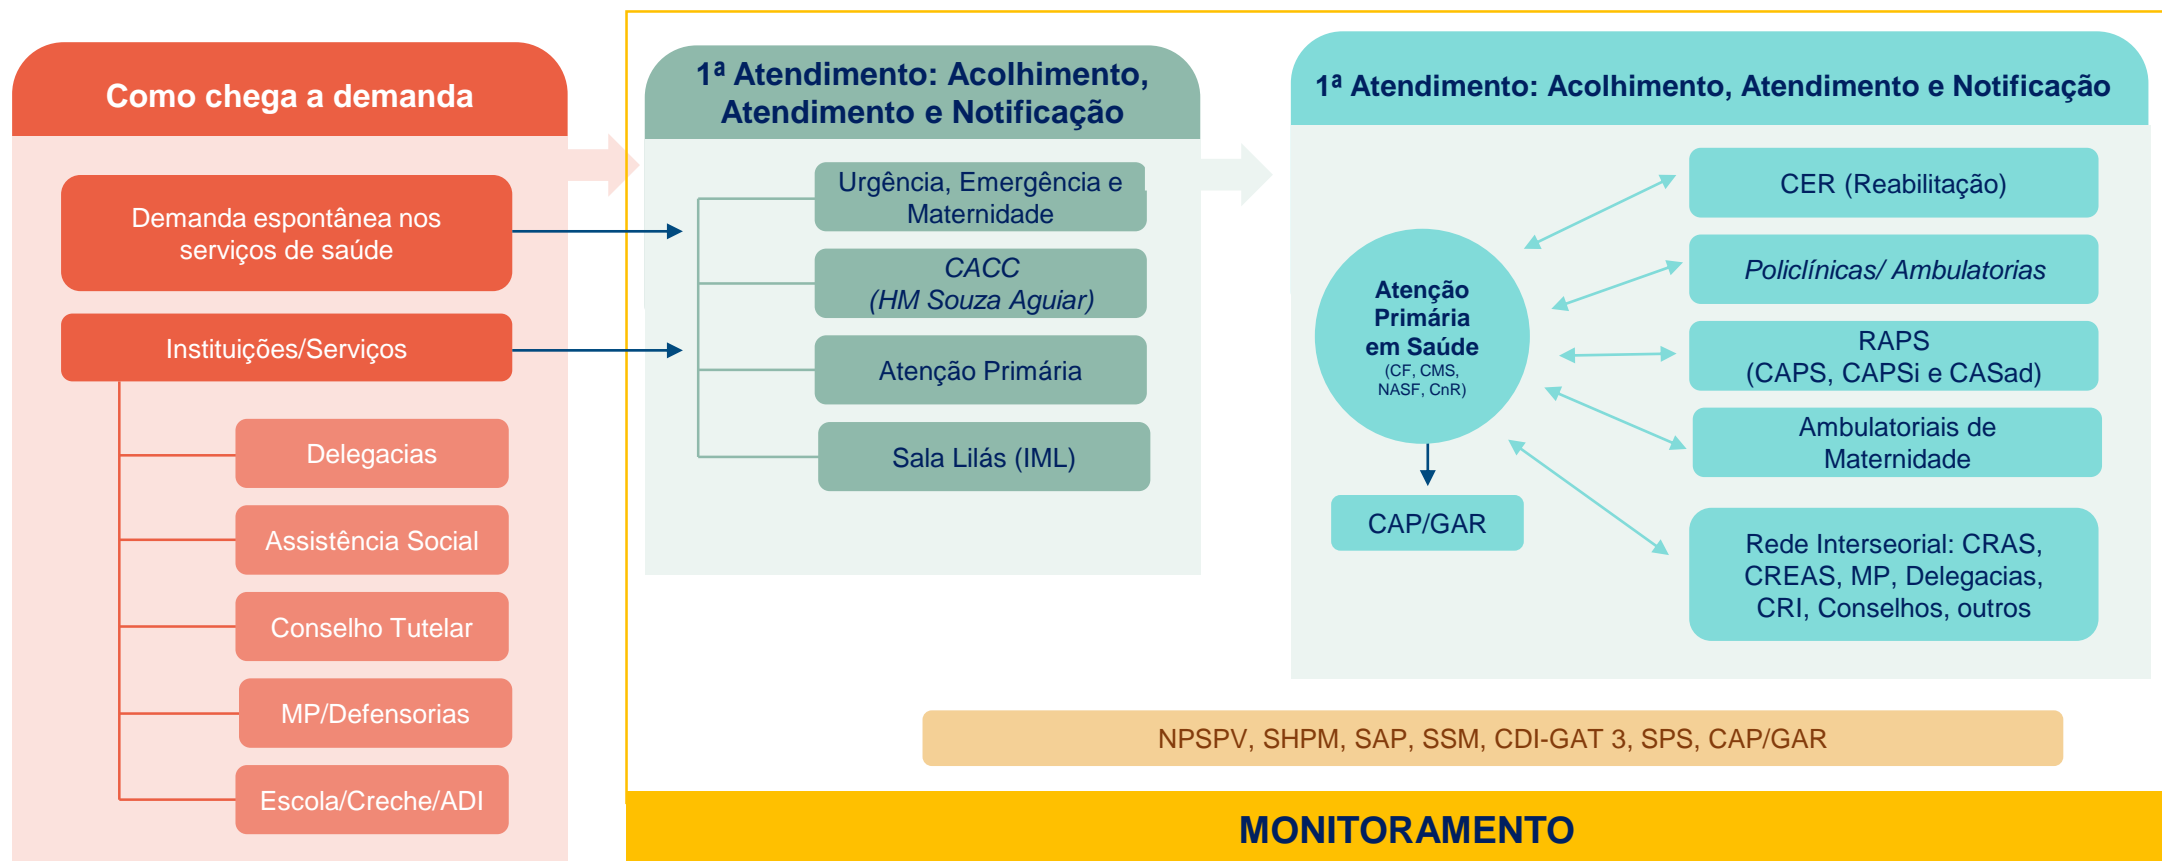 Como chega a demanda
Demanda espontânea nos
serviços de saúde
Instituições/Serviços
Delegacias
Assistência Social
Conselho Tutelar
MP/Defensorias
Escola/Creche/ADI
1ª Atendimento: Acolhimento,
Atendimento e Notificação
Urgência, Emergência e
Maternidade
CACC
(HM Souza Aguiar)
Atenção Primária
Sala Lilás (IML)
1ª Atendimento: Acolhimento, Atendimento e Notificação
Atenção
Primária
em Saúde
(CF, CMS,
NASF, CnR)
CAP/GAR
CER (Reabilitação)
Policlínicas/ Ambulatorias
RAPS
(CAPS, CAPSi e CASad)
Ambulatoriais de
Maternidade
Rede Interseorial: CRAS,
CREAS, MP, Delegacias,
CRI, Conselhos, outros
NPSPV, SHPM, SAP, SSM, CDI-GAT 3, SPS, CAP/GAR
MONITORAMENTO